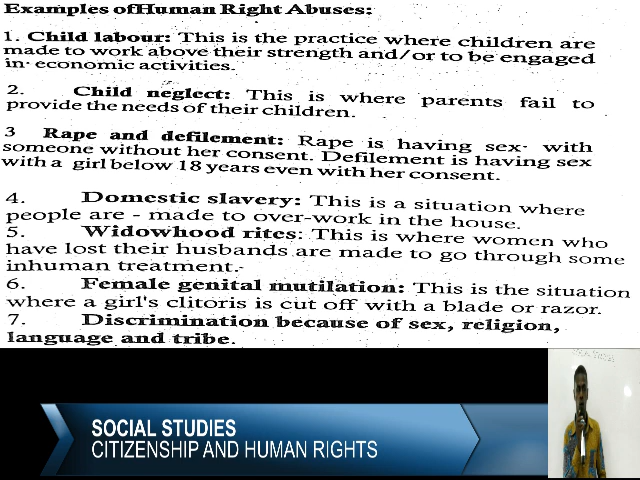 Examples ofHuman Right Abuses:
1. Child labour: This is the practice where children are
made to work above their strength and/or to be engaged
in· economic activities.
2. Child neglect: This is where parents fail to
provide the needs of their children.
3 Rape and defilement: Rape is having sex· with
someone without her consent. Defilement is having sex
with a girl below 18 years even with her consent.
4. Domestic slavery: This is a situation where
people are - made to over-work in the house.
5. Widowhood rites: This is where women who
have lost their husbands are made to go through some
inhuman treatment.-
6. Female genital mutilation: This is the situation
where a girl's clitoris is cut off with a blade or razor.
7. Discrimination because of sex, religion,
language and tribe.
SOCIAL STUDIES
CITIZENSHIP AND HUMAN RIGHTS